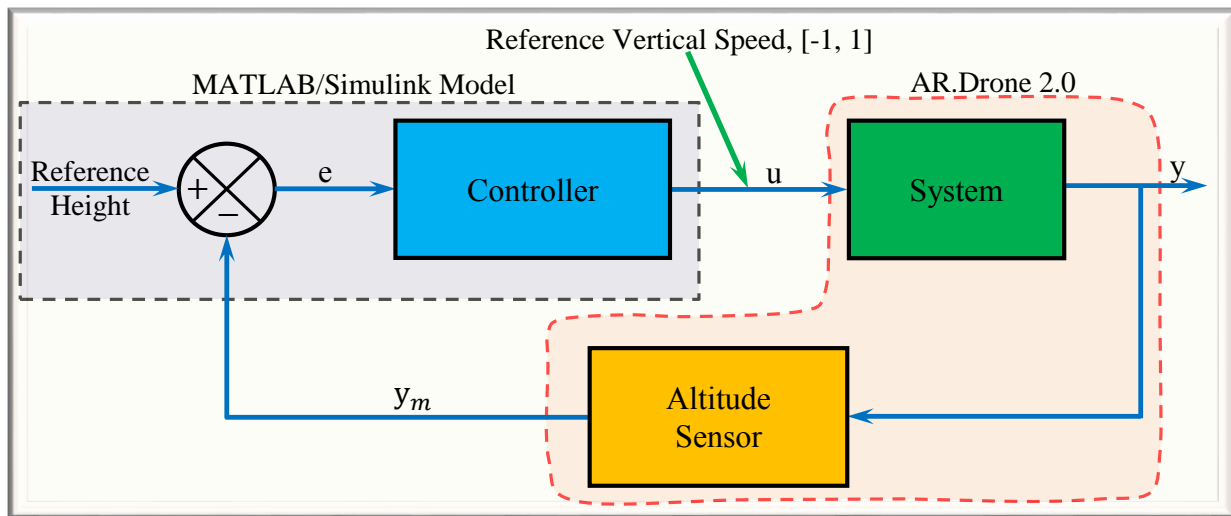 Reference Vertical Speed, [-1, 1]
MATLAB/Simulink Model
AR.Drone 2.0
Reference
Height
+
−
e
Controller
u
System
y
y_m
Altitude
Sensor